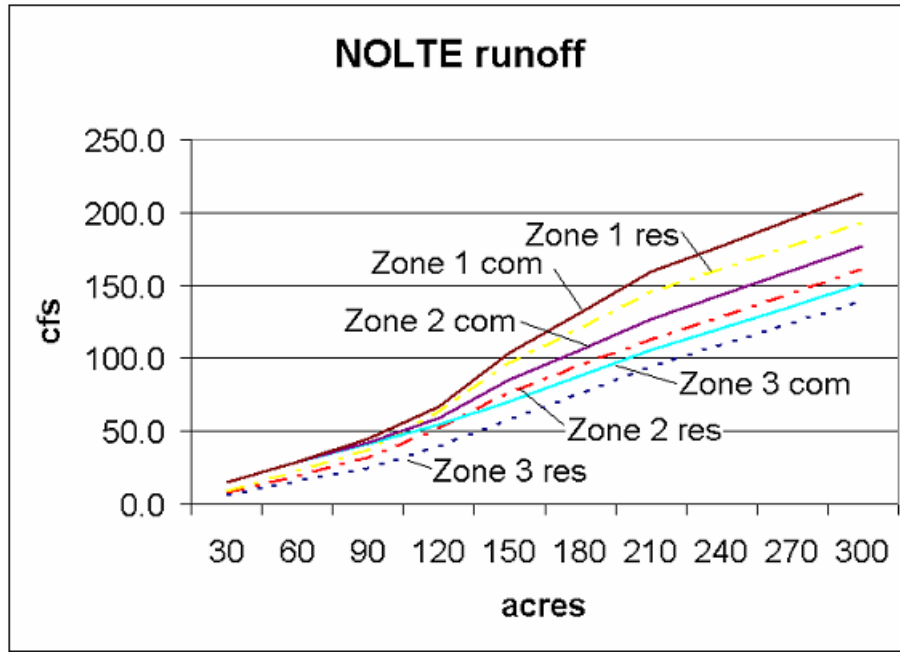 NOLTE runoff
250.0
200.0
150.0
100.0
50.0
0.0
cfs
Zone 1 res
Zone 1 com
Zone 2 com
Zone 3 com
Zone 2 res
Zone 3 res
30 60 90 120 150 180 210 240 270 300
acres